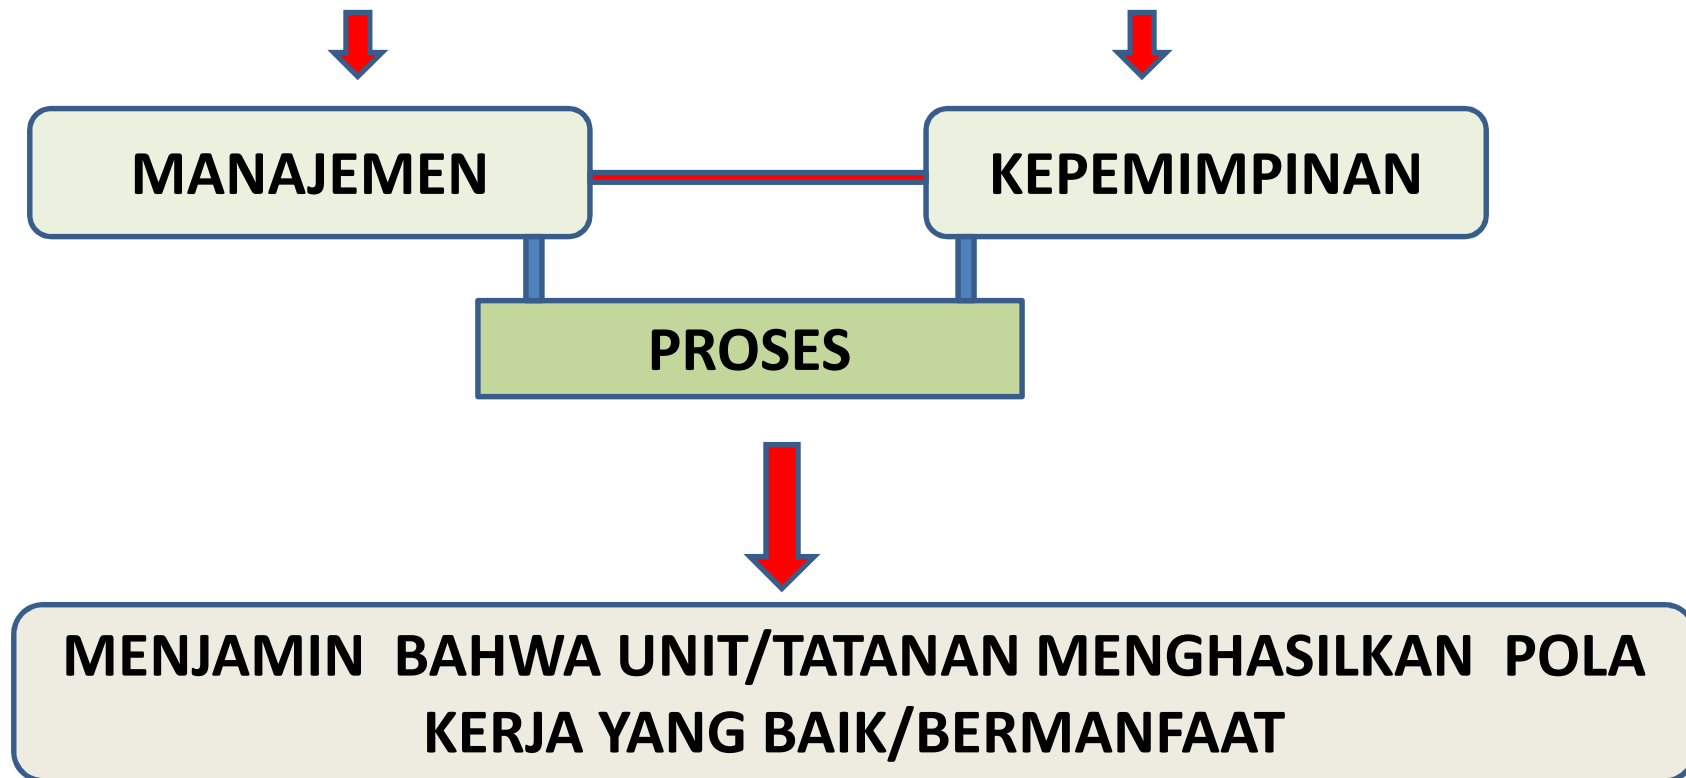 MANAJEMEN
KEPEMIMPINAN
PROSES
MENJAMIN BAHWA UNIT/TATANAN MENGHASILKAN POLA
KERJA YANG BAIK/BERMANFAAT